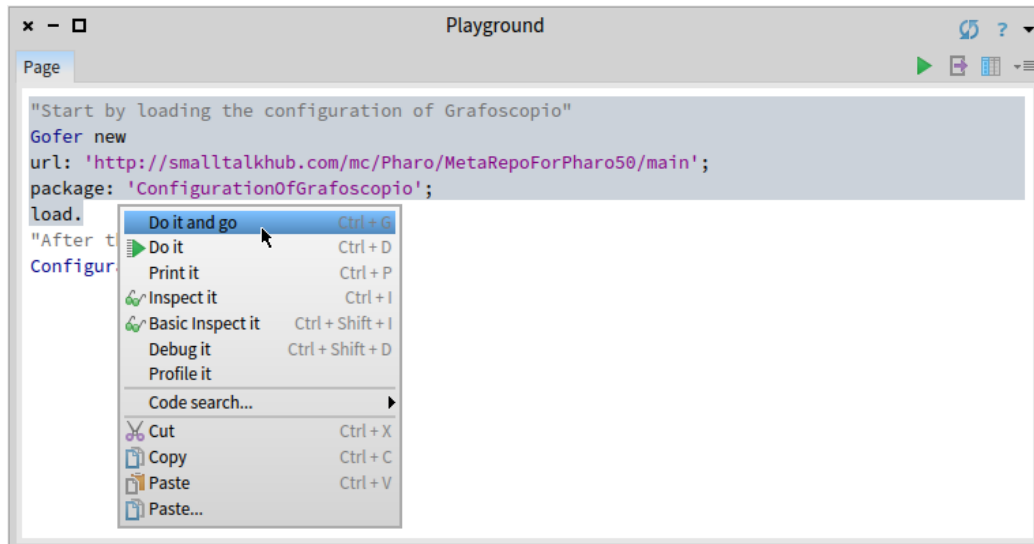 Playground
?
Page
"Start by loading the configuration of Grafoscopio"
Gofer new
url: 'http://smalltalkhub.com/mc/Pharo/MetaRepoForPharo50/main';
package: 'ConfigurationOfGrafoscopio';
load.
"After t
Configur
Do it and go Ctrl + G
Do it Ctrl + D
Print it Ctrl + P
Inspect it Ctrl + I
Basic Inspect it Ctrl + Shift + I
Debug it Ctrl + Shift + D
Profile it
Code search...
Cut Ctrl + X
Copy Ctrl + C
Paste Ctrl + V
Paste...